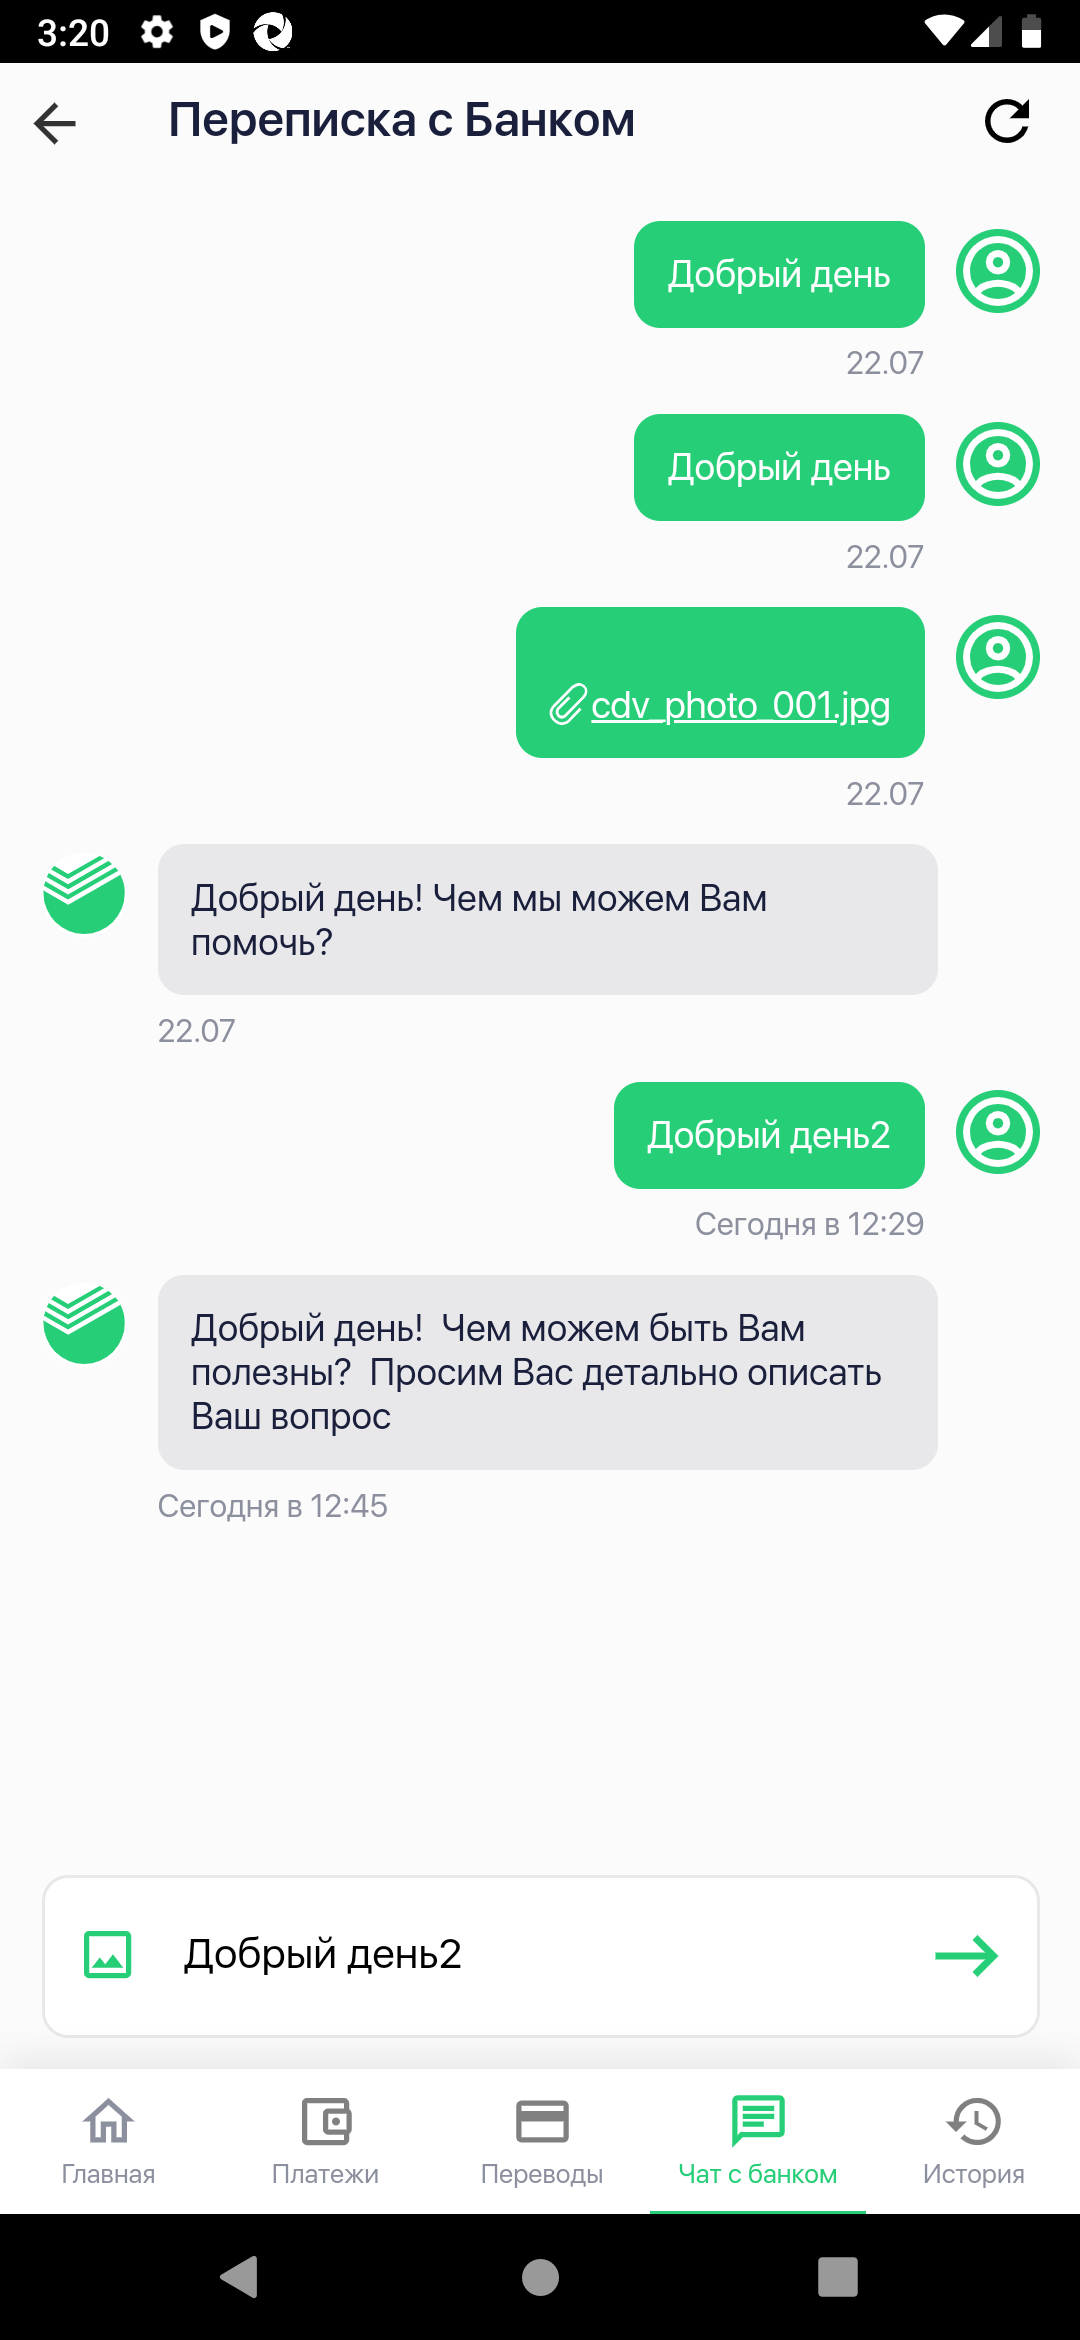 3:20
Переписка с Банком
Добрый день
22.07
Добрый день
22.07
cdv_photo_001.jpg
22.07
Добрый день! Чем мы можем Вам
помочь?
22.07
Добрый день2
Сегодня в 12:29
Добрый день!  Чем можем быть Вам
полезны?  Просим Вас детально описать
Ваш вопрос
Сегодня в 12:45
Добрый день2
Главная
Платежи
Переводы
Чат с банком
История